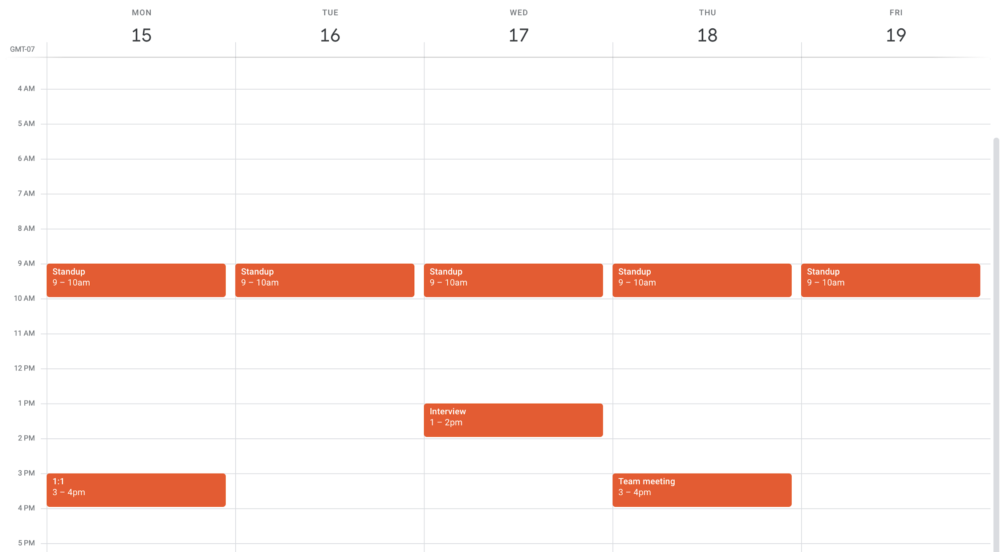 MON
15
TUE
16
WED
17
THU
18
FRI
19
GMT-07
4 AM
5 AM
6 AM
7 AM
8 AM
9 AM
Standup
9 – 10am
Standup
9 – 10am
Standup
9 – 10am
Standup
9 – 10am
Standup
9 – 10am
10 AM
11 AM
12 PM
1 PM
Interview
1 – 2pm
2 PM
3 PM
1:1
3 – 4pm
Team meeting
3 – 4pm
4 PM
5 PM